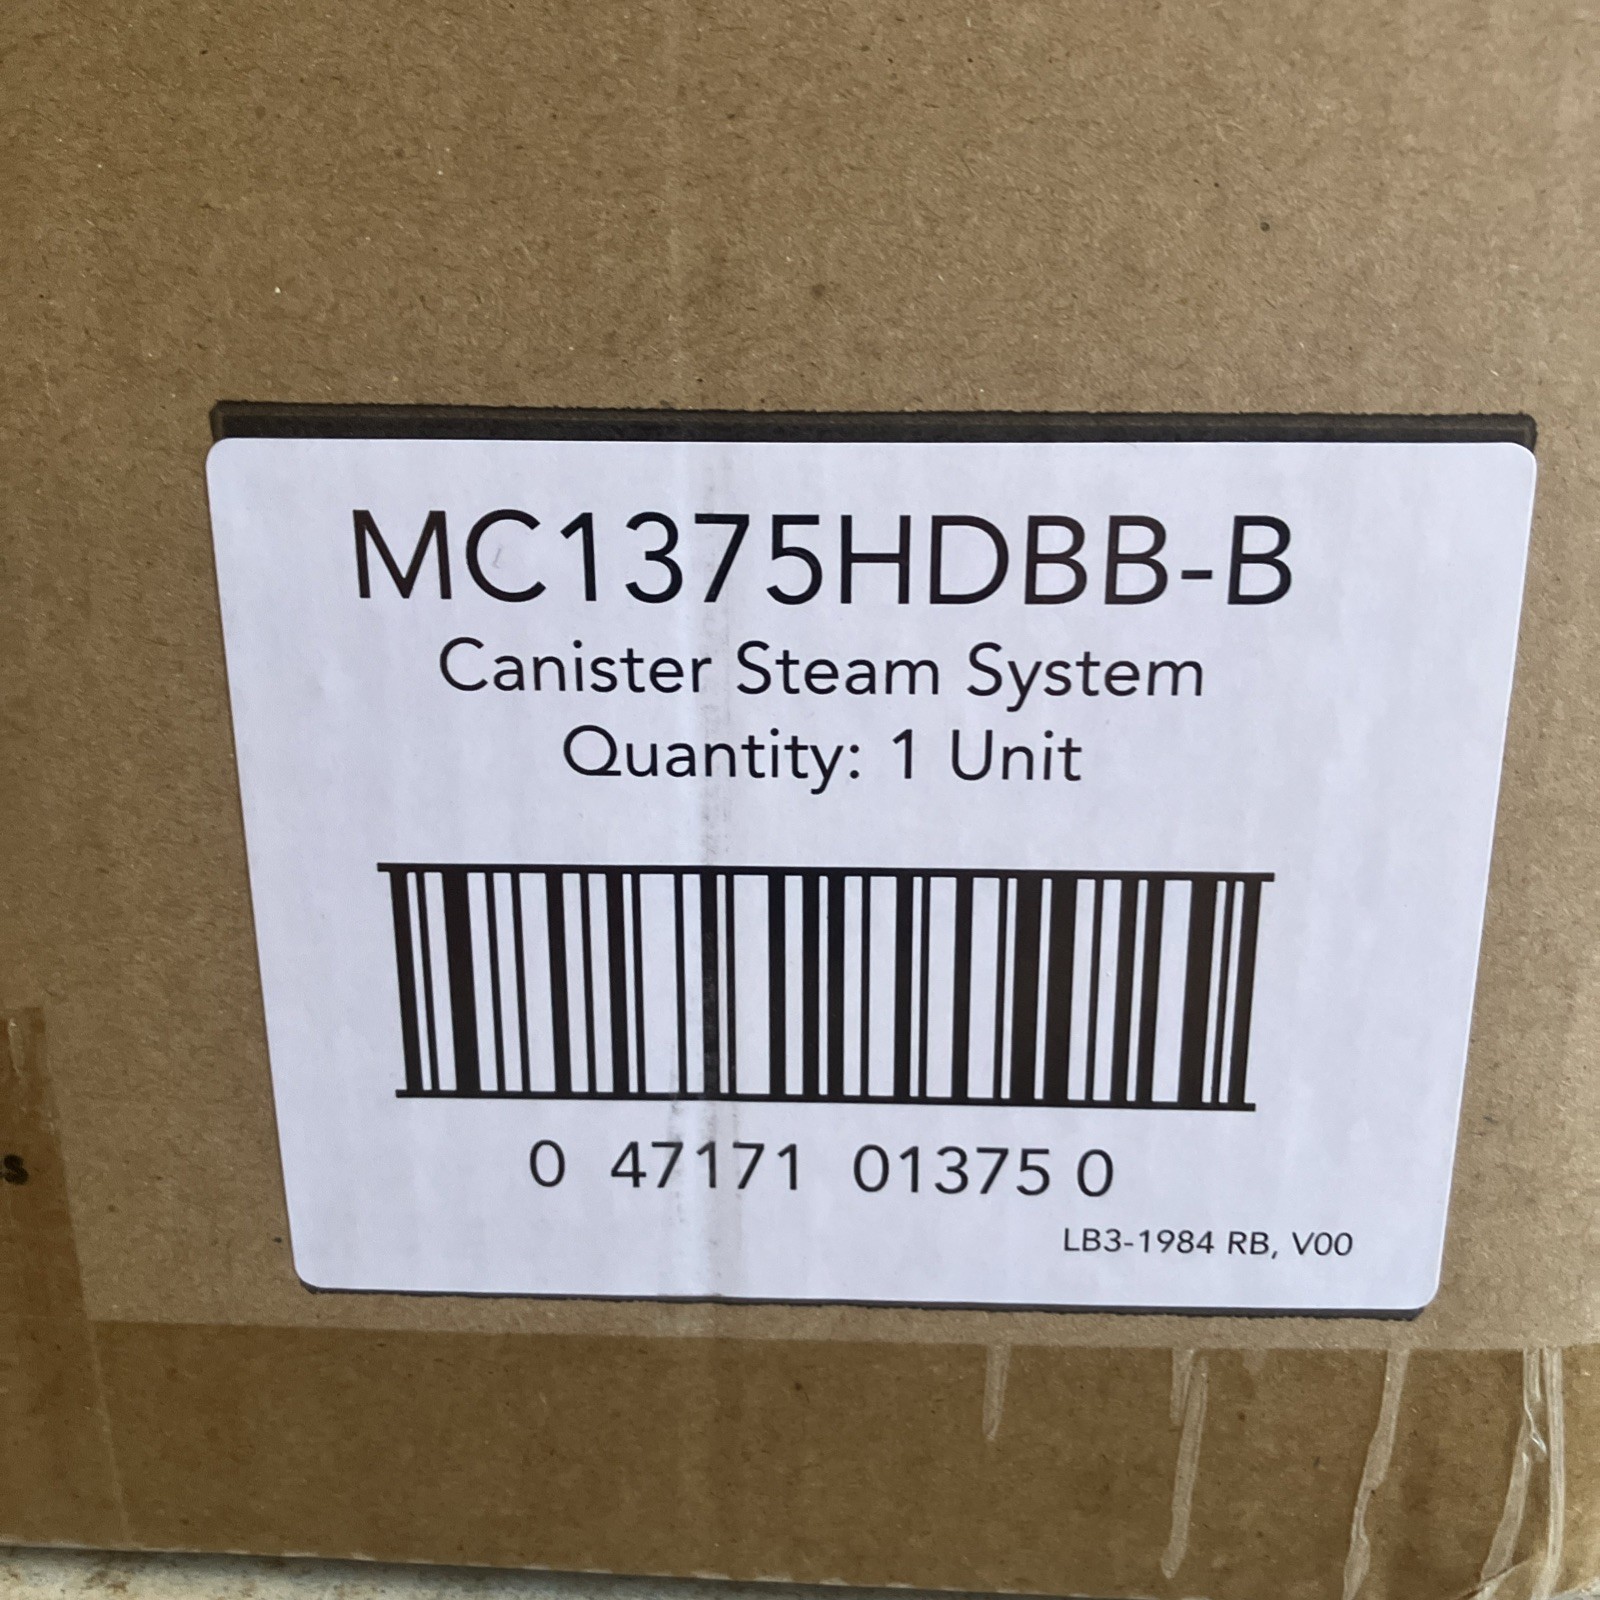 MC1375HDBB-B
Canister Steam System
Quantity: 1 Unit
0 47171 01375 0
LB3-1984 RB, V00